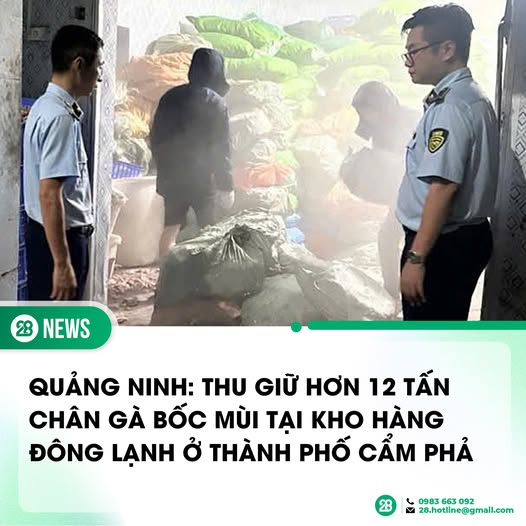 28 NEWS
QUẢNG NINH: THU GIỮ HƠN 12 TẤN
CHÂN GÀ BỐC MÙI TẠI KHO HÀNG
ĐÔNG LẠNH Ở THÀNH PHỐ CẨM PHẢ
28
0983 663 092
28.hotline@gmail.com